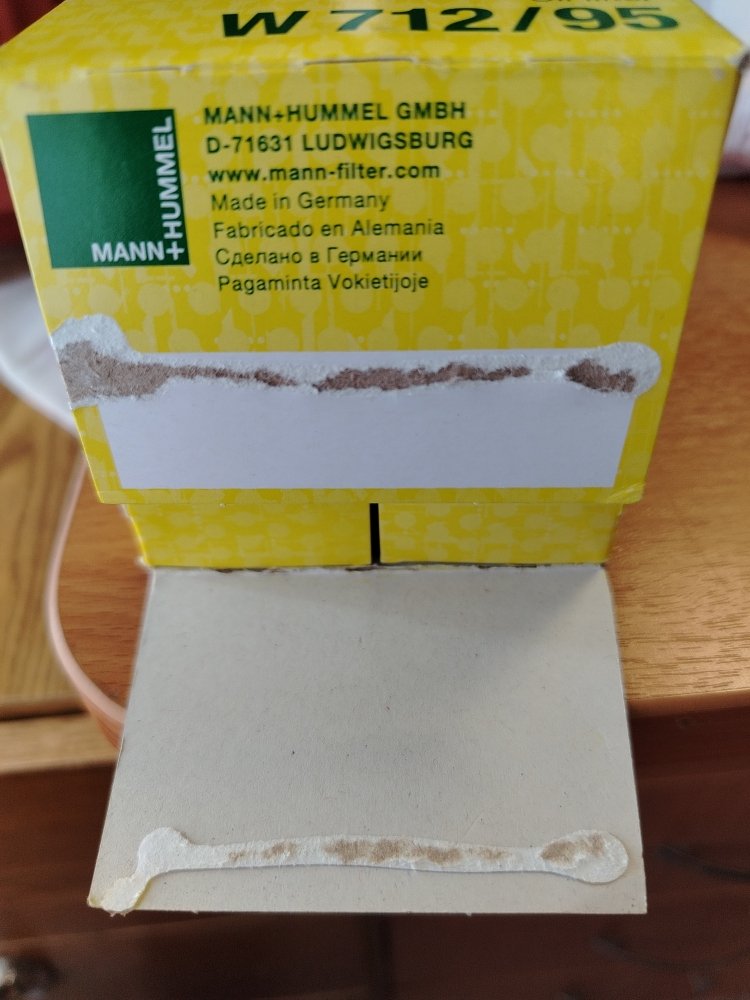 W 712/95
MANN+HUMMEL
MANN+HUMMEL GMBH
D-71631 LUDWIGSBURG
www.mann-filter.com
Made in Germany
Fabricado en Alemania
Сделано в Германии
Pagaminta Vokietijoje